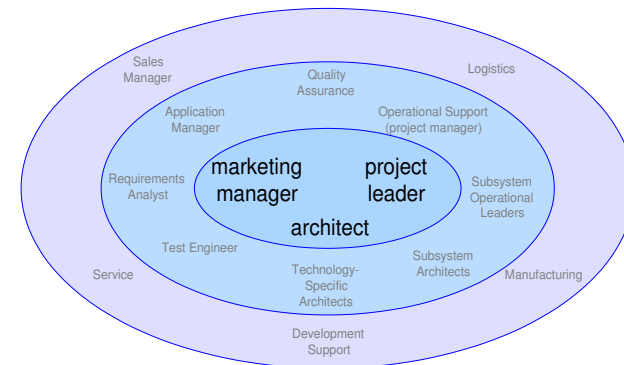 Sales
Manager
Logistics
Quality
Assurance
Application
Manager
Operational Support
(project manager)
marketing
manager
project
leader
Requirements
Analyst
Subsystem
Operational
Leaders
architect
Test Engineer
Subsystem
Architects
Service
Technology-
Specific
Architects
Manufacturing
Development
Support